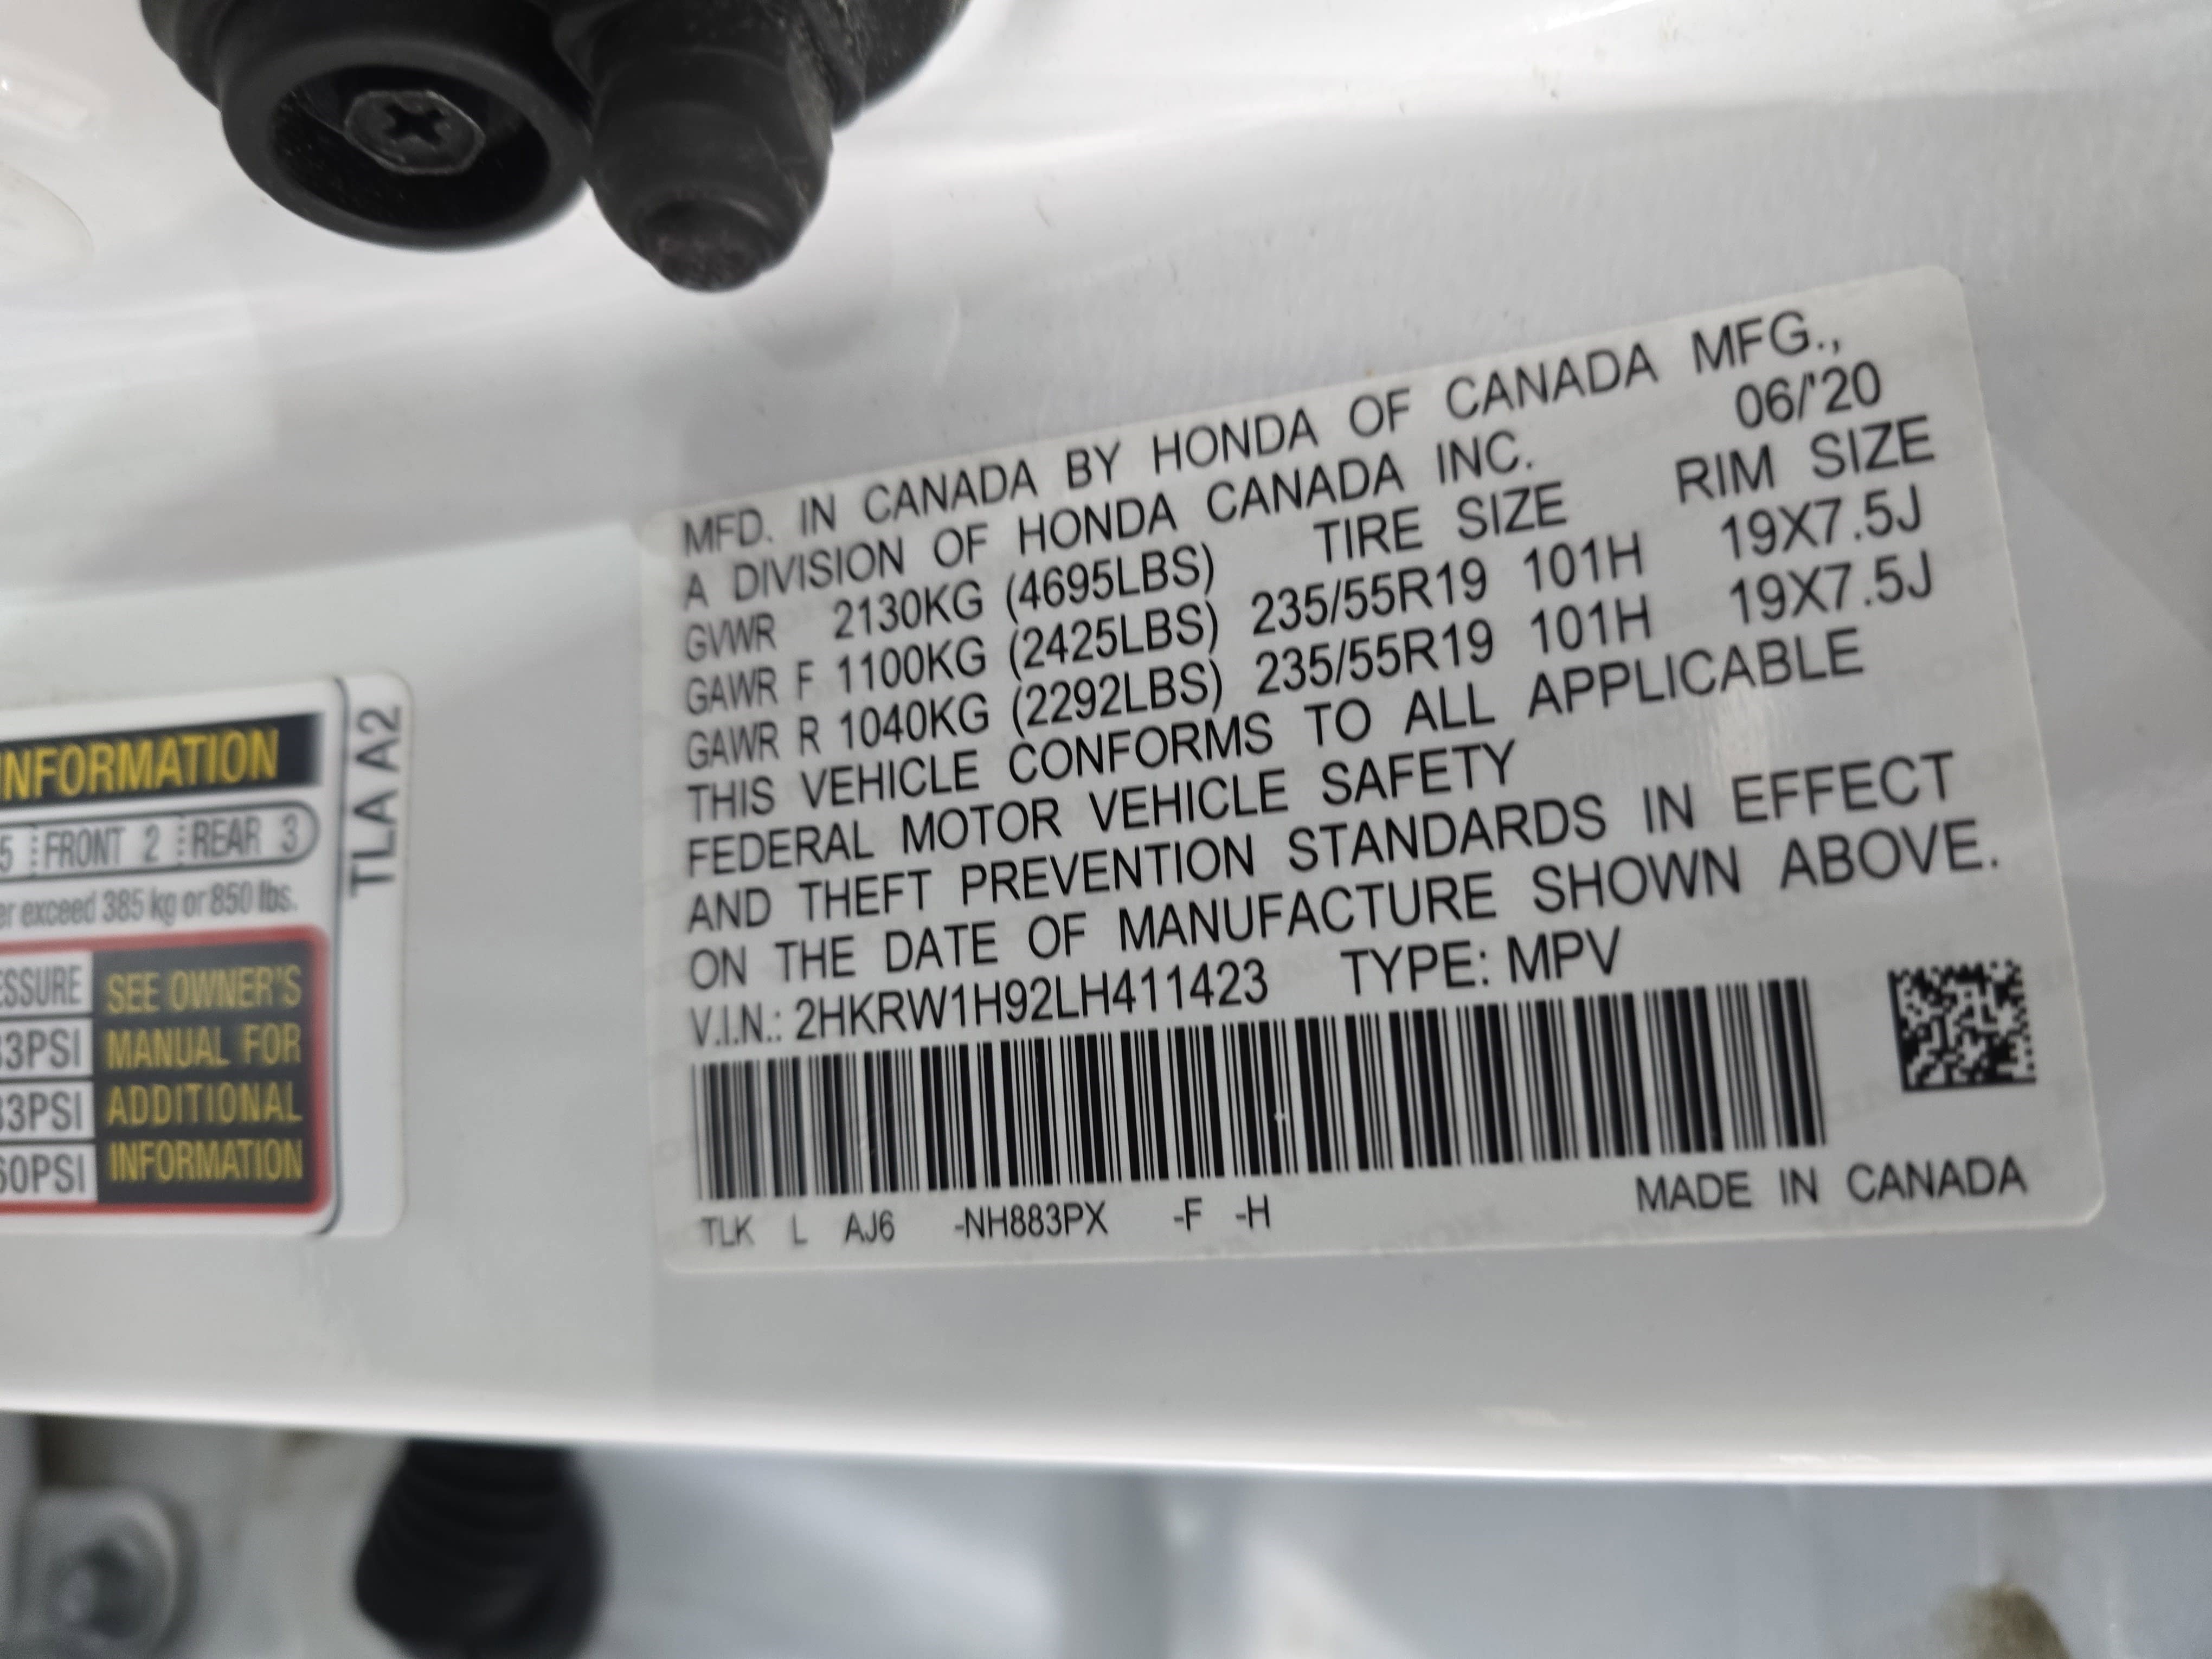 INFORMATION
5 FRONT 2 REAR 3
exceed 385 kg or 850 lbs.
SEE OWNER'S
3PSI MANUAL FOR
3PSI ADDITIONAL
60PSI INFORMATION
TLA A2
MFD. IN CANADA BY HONDA OF CANADA MFG.,
A DIVISION OF HONDA CANADA INC. 06/'20
GVWR 2130KG (4695LBS) TIRE SIZE RIM SIZE
GAWR F 1100KG (2425LBS) 235/55R19 101H 19X7.5J
GAWR R 1040KG (2292LBS) 235/55R19 101H 19X7.5J
THIS VEHICLE CONFORMS TO ALL APPLICABLE
FEDERAL MOTOR VEHICLE SAFETY
AND THEFT PREVENTION STANDARDS IN EFFECT
ON THE DATE OF MANUFACTURE SHOWN ABOVE.
V.I.N.: 2HKRW1H92LH411423 TYPE: MPV
TLK L AJ6 -NH883PX -F -H MADE IN CANADA